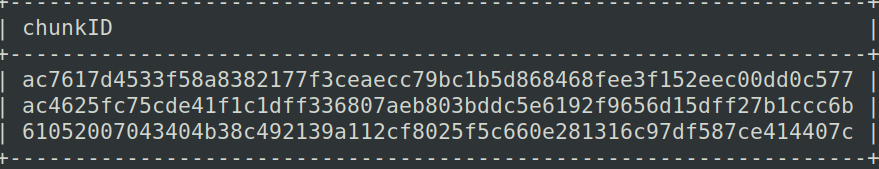 chunkID
ac7617d4533f58a8382177f3ceaecc79bc1b5d868468fee3f152eec00dd0c577
ac4625fc75cde41f1c1dff336807aeb803bddc5e6192f9656d15dff27b1ccc6b
61052007043404b38c492139a112cf8025f5c660e281316c97df587ce414407c